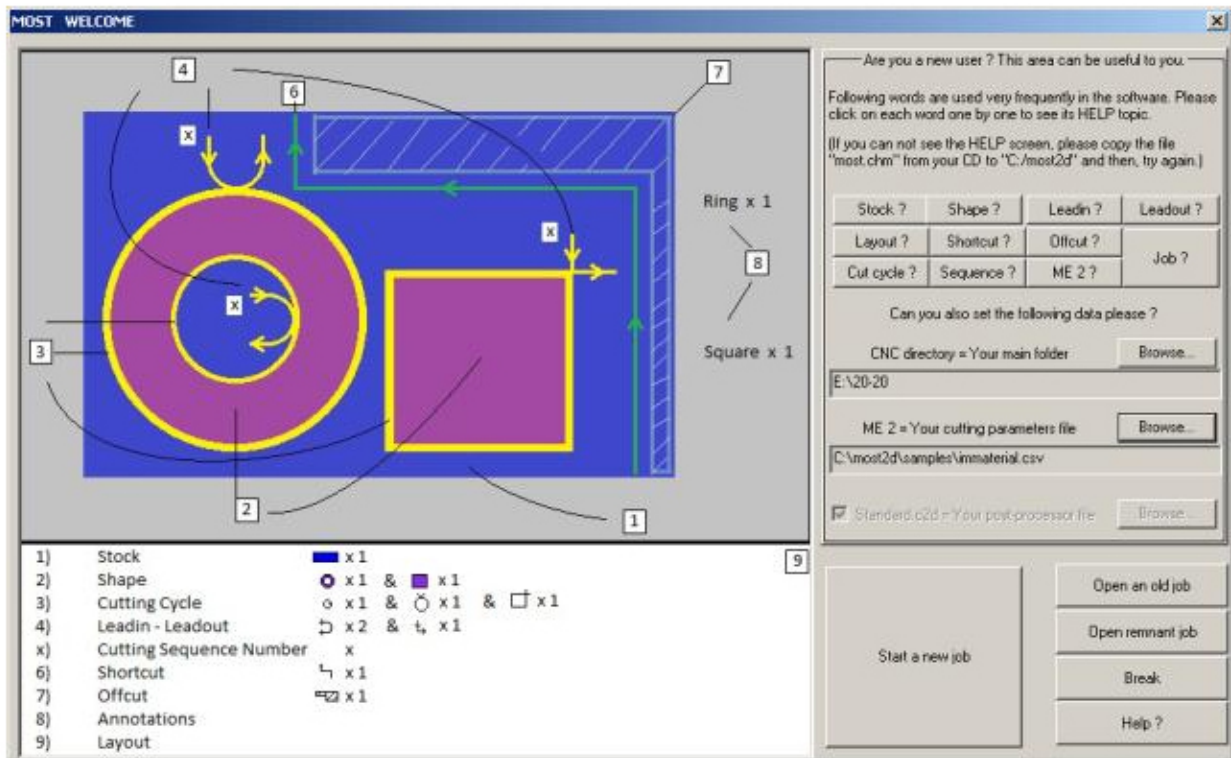 MOST WELCOME
4
6
7
x
x
x
Ring x 1
8
Square x 1
3
2
1
9
1) Stock x 1
2) Shape x 1 & x 1
3) Cutting Cycle x 1 & x 1 & x 1
4) Leadin - Leadout x 2 & x 1
x) Cutting Sequence Number x
6) Shortcut x 1
7) Offcut x 1
8) Annotations
9) Layout
Are you a new user ? This area can be useful to you.
Following words are used very frequently in the software. Please
click on each word one by one to see its HELP topic.
(If you can not see the HELP screen, please copy the file
"most.chm" from your CD to "C:/most2d" and then, try again.)
Stock ? Shape ? Leadin ? Leadout ?
Layout ? Shortcut ? Offcut ? Job ?
Cut cycle ? Sequence ? ME 2 ?
Can you also set the following data please ?
CNC directory = Your main folder Browse...
E:\20-20
ME 2 = Your cutting parameters file Browse...
C:\most2d\samples\immaterial.csv
Standard.c2d = Your post-processor file Browse...
Start a new job
Open an old job
Open remnant job
Break
Help ?